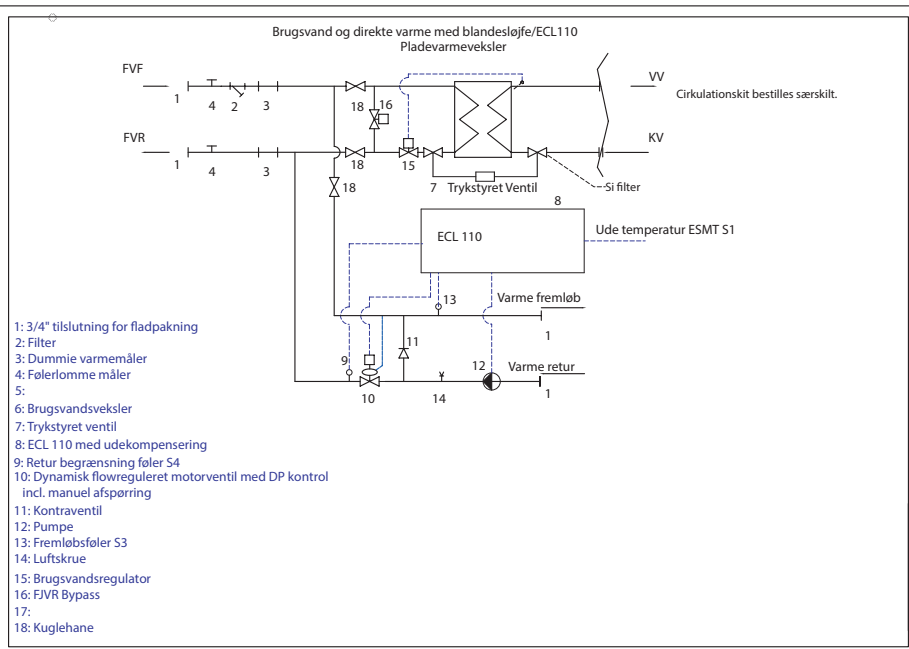 Brugsvand og direkte varme med blandesløjfe/ECL110
Pladevarmeveksler
FVF
VV
1
4
2
3
18
16
Cirkulationskit bestilles særskilt.
FVR
KV
1
4
3
18
15
7
Trykstyret Ventil
Si filter
18
8
ECL 110
Ude temperatur ESMT S1
13
Varme fremløb
1
11
9
12
Varme retur
10
14
1
1: 3/4" tilslutning for fladpakning
2: Filter
3: Dummie varmemåler
4: Følerlomme måler
5:
6: Brugsvandsveksler
7: Trykstyret ventil
8: ECL 110 med udekompensering
9: Retur begrænsning føler S4
10: Dynamisk flowreguleret motorventil med DP kontrol
incl. manuel afspørring
11: Kontraventil
12: Pumpe
13: Fremløbsføler S3
14: Luftskrue
15: Brugsvandsregulator
16: FJVR Bypass
17:
18: Kuglehane